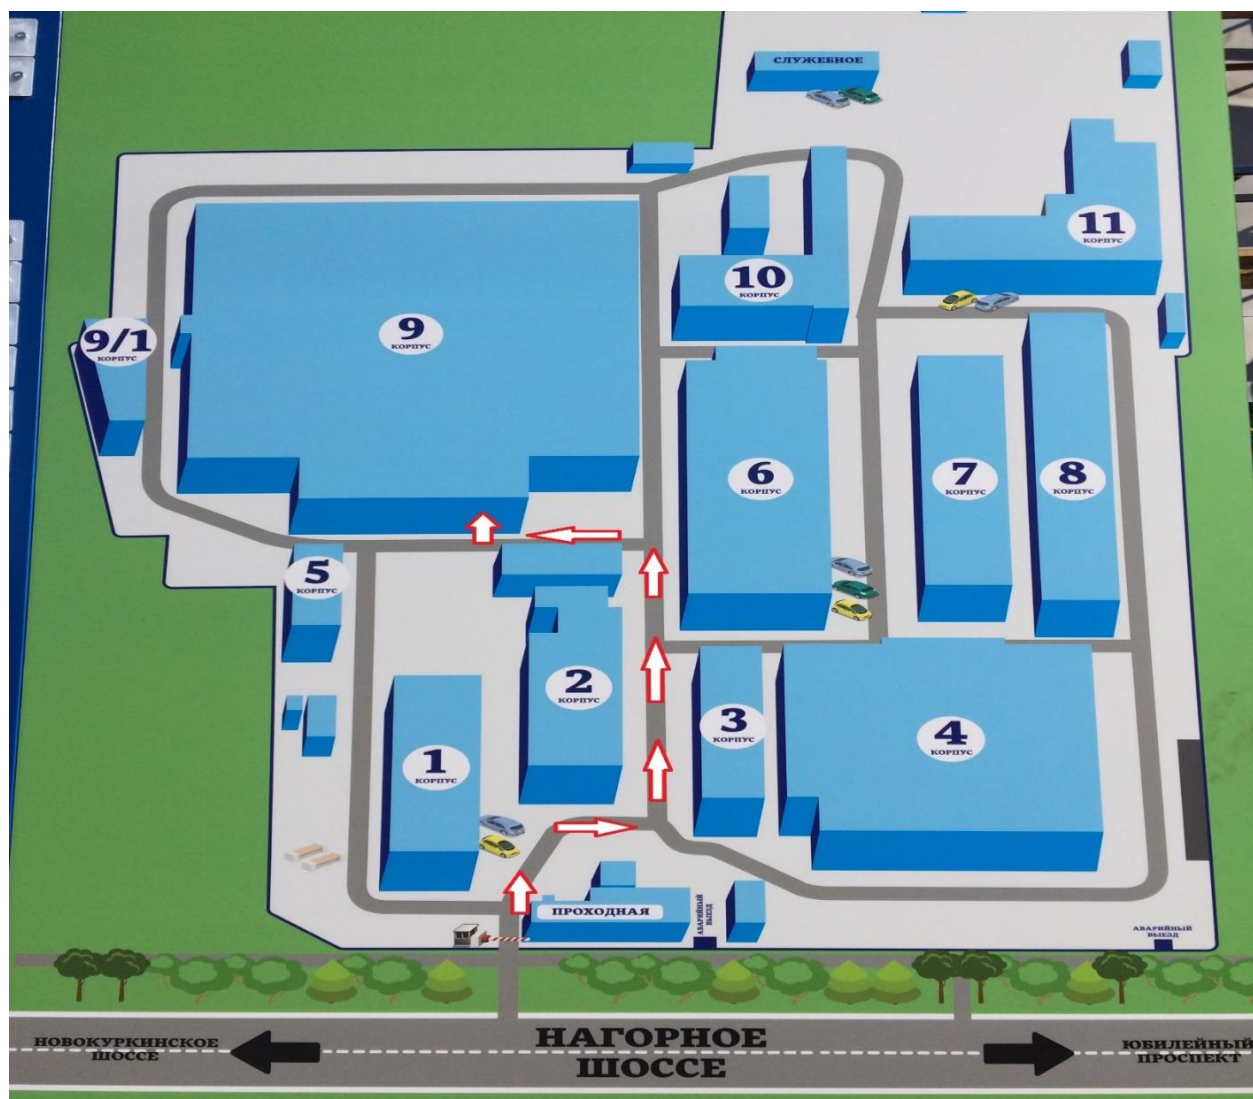 СЛУЖЕБНОЕ
11
КОРПУС
10
КОРПУС
9/1
КОРПУС
9
КОРПУС
6
КОРПУС
7
КОРПУС
8
КОРПУС
5
КОРПУС
2
КОРПУС
3
КОРПУС
4
КОРПУС
1
КОРПУС
ПРОХОДНАЯ
АВАРИЙНЫЙ
ВЫЕЗД
АВАРИЙНЫЙ
ВЫЕЗД
НОВОКУРКИНСКОЕ
ШОССЕ
НАГОРНОЕ
ШОССЕ
ЮБИЛЕЙНЫЙ
ПРОСПЕКТ